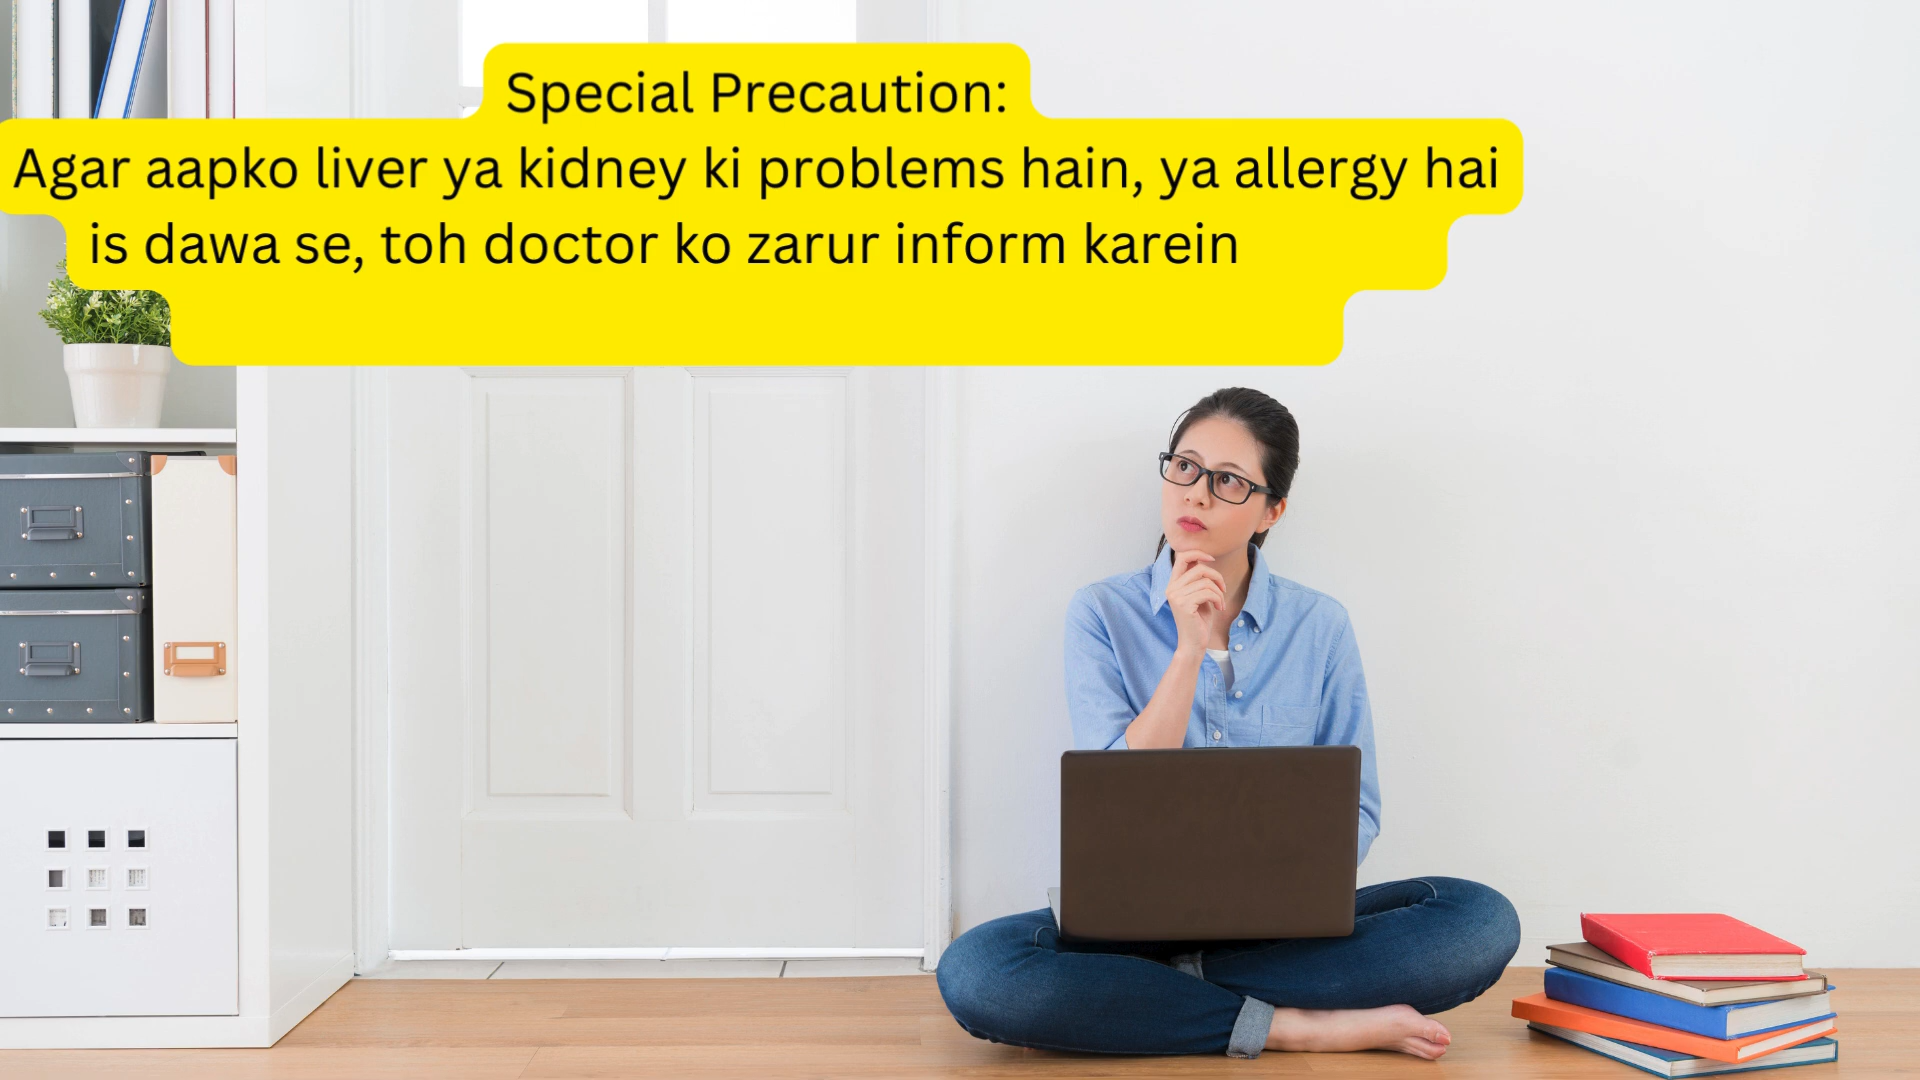 Special Precaution:
Agar aapko liver ya kidney ki problems hain, ya allergy hai
is dawa se, toh doctor ko zarur inform karein